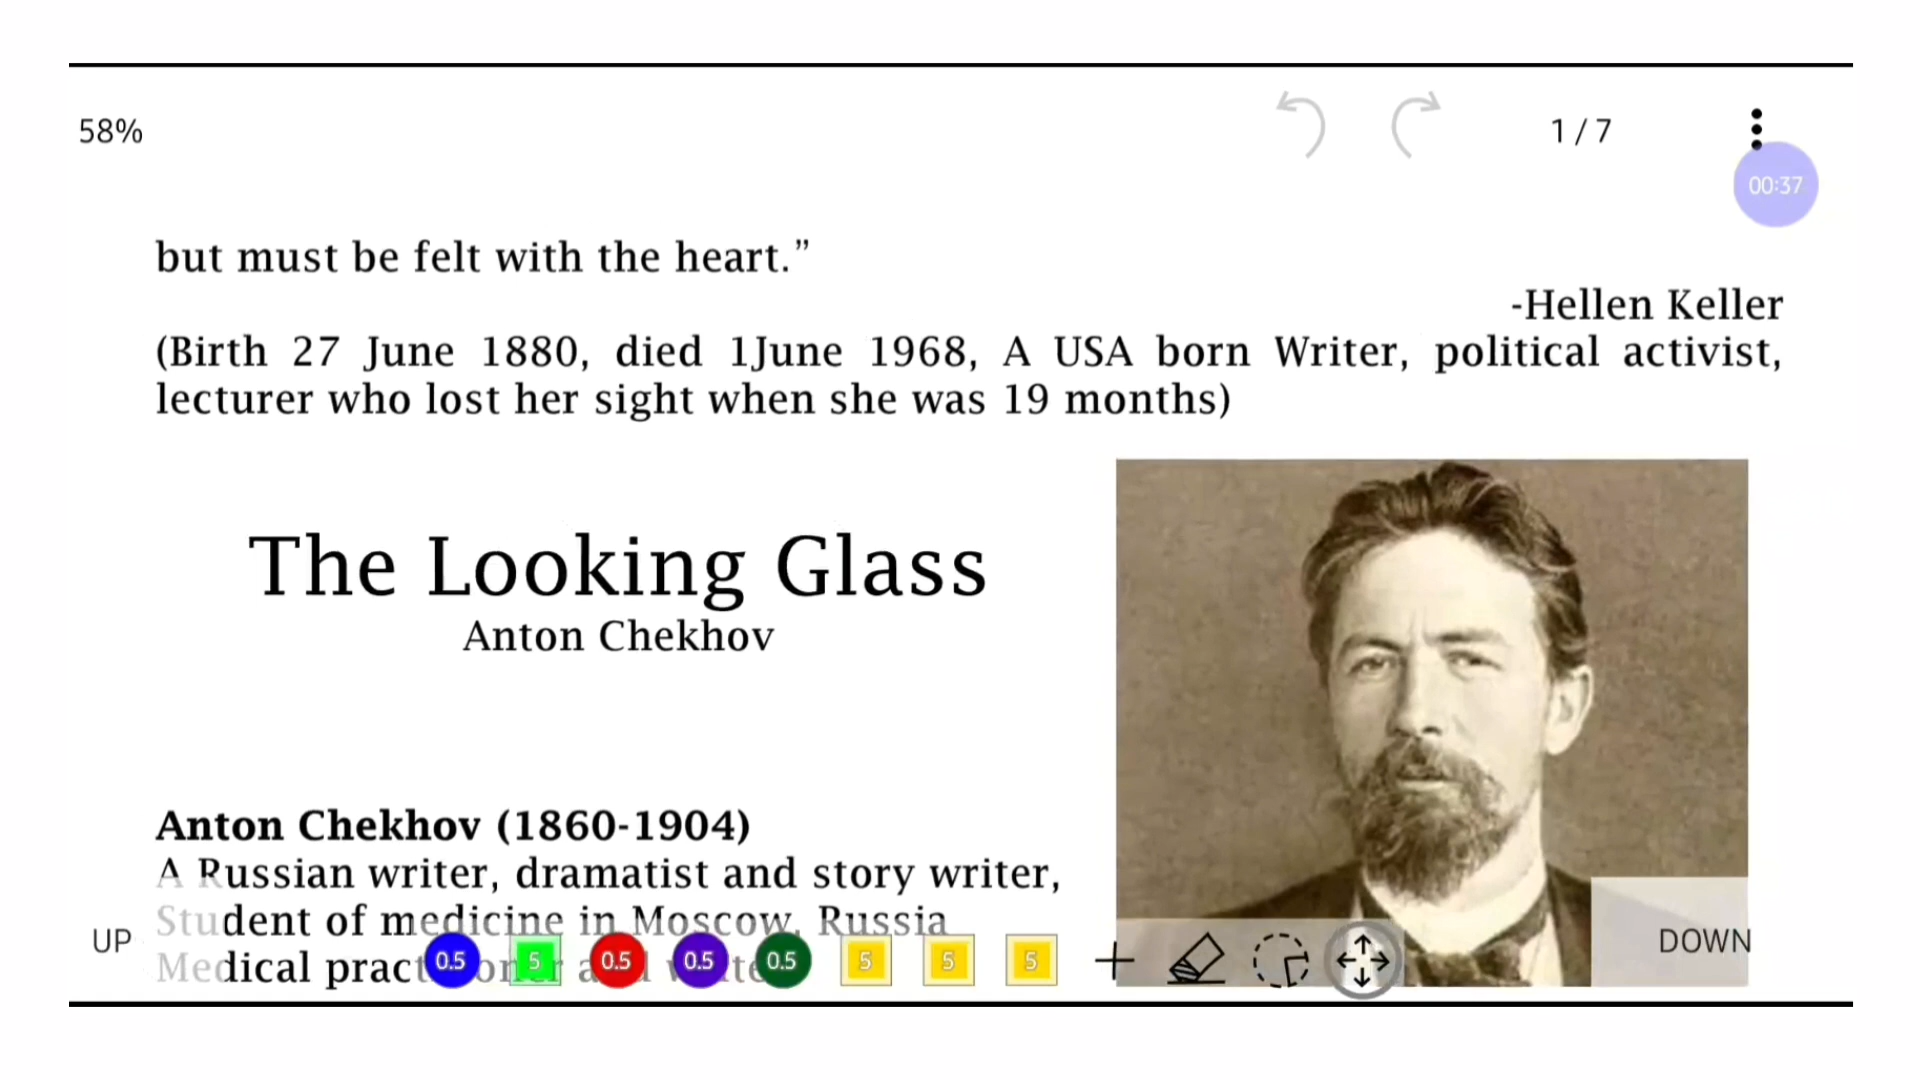 58%
1 / 7
00:37
but must be felt with the heart.”
-Hellen Keller
(Birth 27 June 1880, died 1June 1968, A USA born Writer, political activist,
lecturer who lost her sight when she was 19 months)
The Looking Glass
Anton Chekhov
Anton Chekhov (1860-1904)
A Russian writer, dramatist and story writer,
Student of medicine in Moscow, Russia
Medical
UP
0.5 5 0.5 0.5 0.5 5 5 5
DOWN